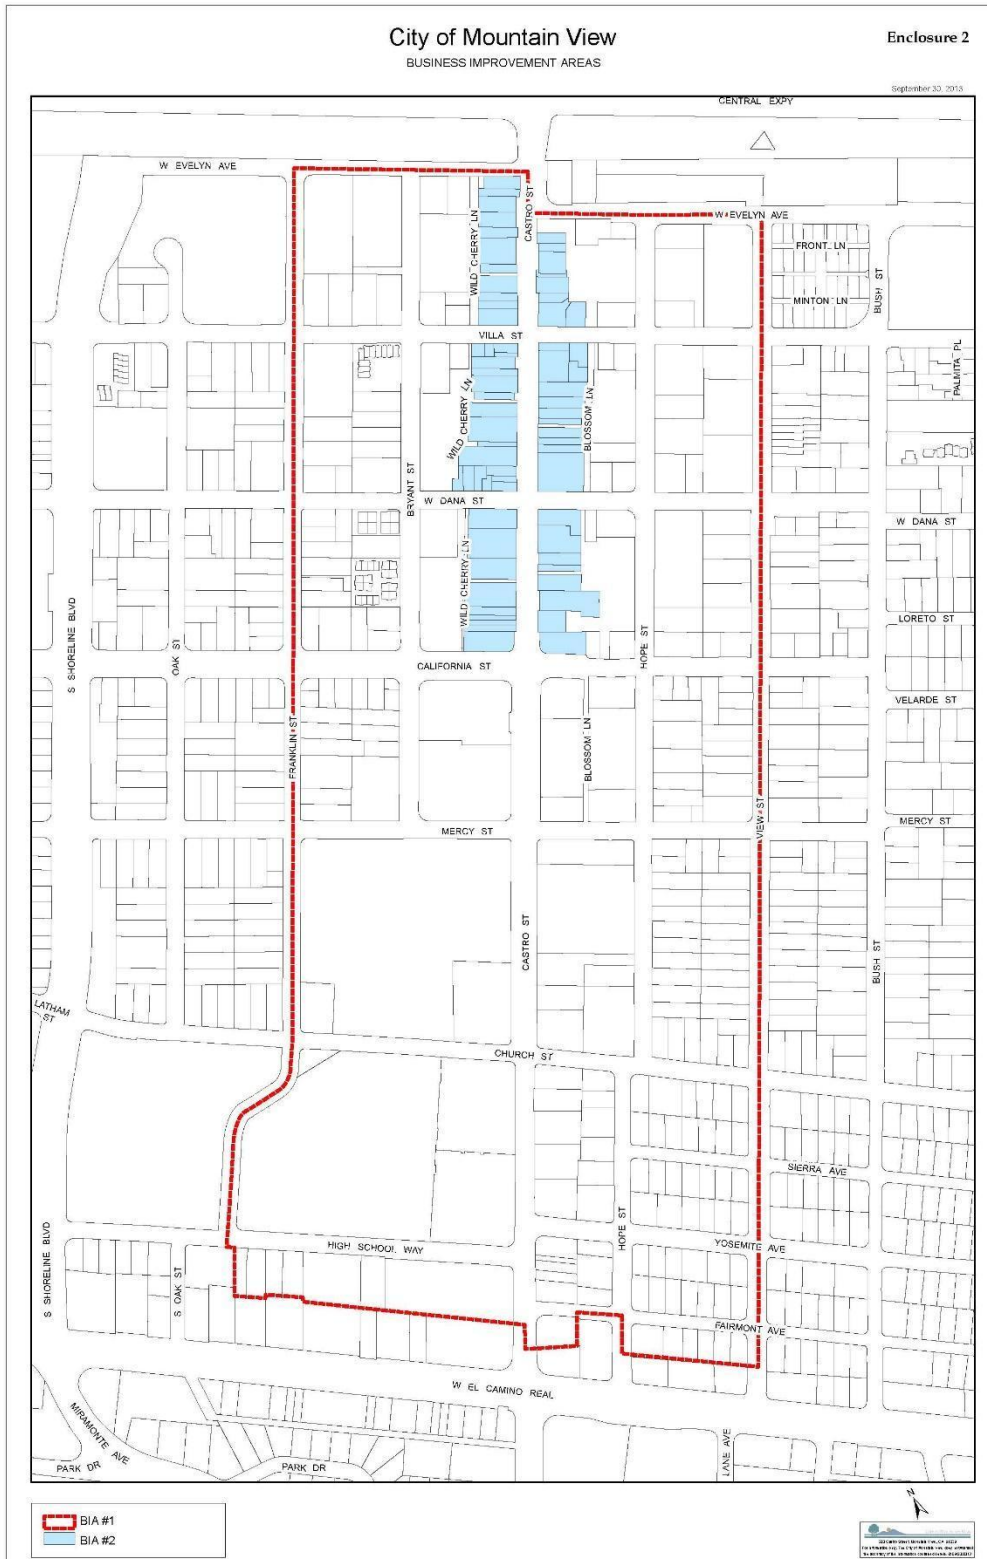 City of Mountain View
Enclosure 2
BUSINESS IMPROVEMENT AREAS
September 30, 2013
CENTRAL EXPY
W EVELYN AVE
CASTRO ST
W EVELYN AVE
WILD CHERRY LN
FRONT LN
BUSH ST
MINTON LN
VILLA ST
PALMITA PL
WILD CHERRY LN
BLOSSOM LN
BRYANT ST
W DANA ST
W DANA ST
WILD CHERRY LN
S SHORELINE BLVD
OAK ST
HOPE ST
LORETO ST
CALIFORNIA ST
VELARDE ST
FRANKLIN ST
BLOSSOM LN
VIEW ST
MERCY ST
MERCY ST
CASTRO ST
BUSH ST
LATHAM ST
CHURCH ST
SIERRA AVE
S SHORELINE BLVD
HOPE ST
HIGH SCHOOL WAY
YOSEMITE AVE
S OAK ST
FAIRMONT AVE
W EL CAMINO REAL
MIRAMONTE AVE
LANE AVE
PARK DR
PARK DR
BIA #1
BIA #2
N